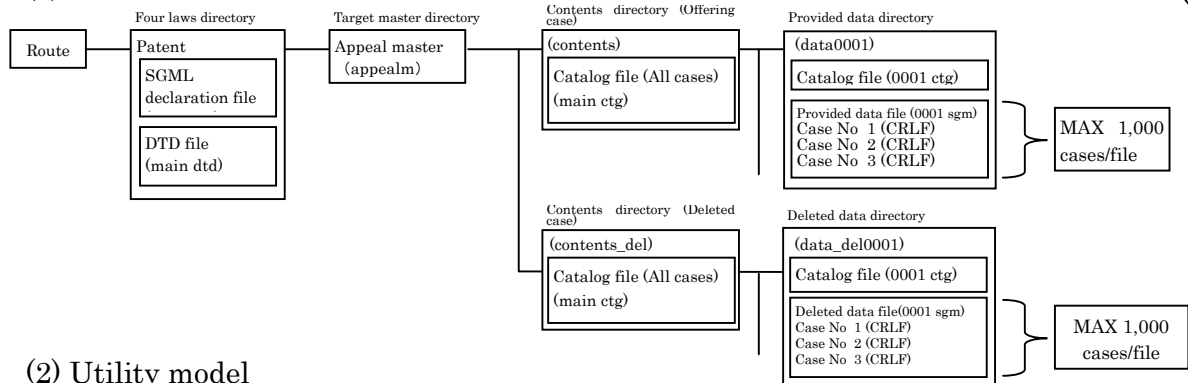 Four laws directory
Target master directory
Contents directory (Offering
case)
Provided data directory
Route
Patent
SGML
declaration file
DTD file
(main dtd)
Appeal master
(appealm)
(contents)
Catalog file (All cases)
(main ctg)
(data0001)
Catalog file (0001 ctg)
Provided data file (0001 sgm)
Case No 1 (CRLF)
Case No 2 (CRLF)
Case No 3 (CRLF)
MAX 1,000
cases/file
Contents directory (Deleted
case)
Deleted data directory
(contents_del)
Catalog file (All cases)
(main ctg)
(data_del0001)
Catalog file (0001 ctg)
Deleted data file(0001 sgm)
Case No 1 (CRLF)
Case No 2 (CRLF)
Case No 3 (CRLF)
MAX 1,000
cases/file
(2) Utility model